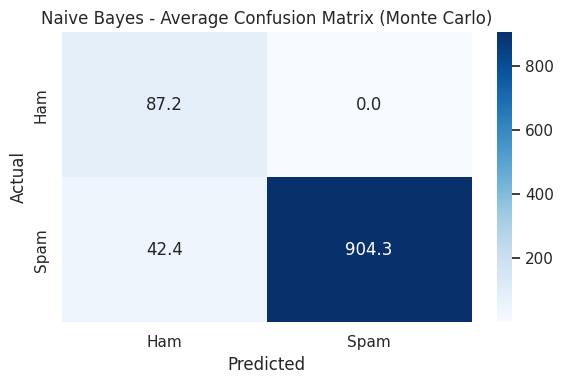 Naive Bayes - Average Confusion Matrix (Monte Carlo)
Actual
Ham
87.2
0.0
Spam
42.4
904.3
Ham
Spam
Predicted
800
600
400
200